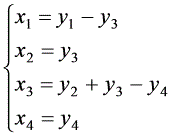 x₁ = y₁ − y₃
x₂ = y₃
x₃ = y₂ + y₃ − y₄
x₄ = y₄